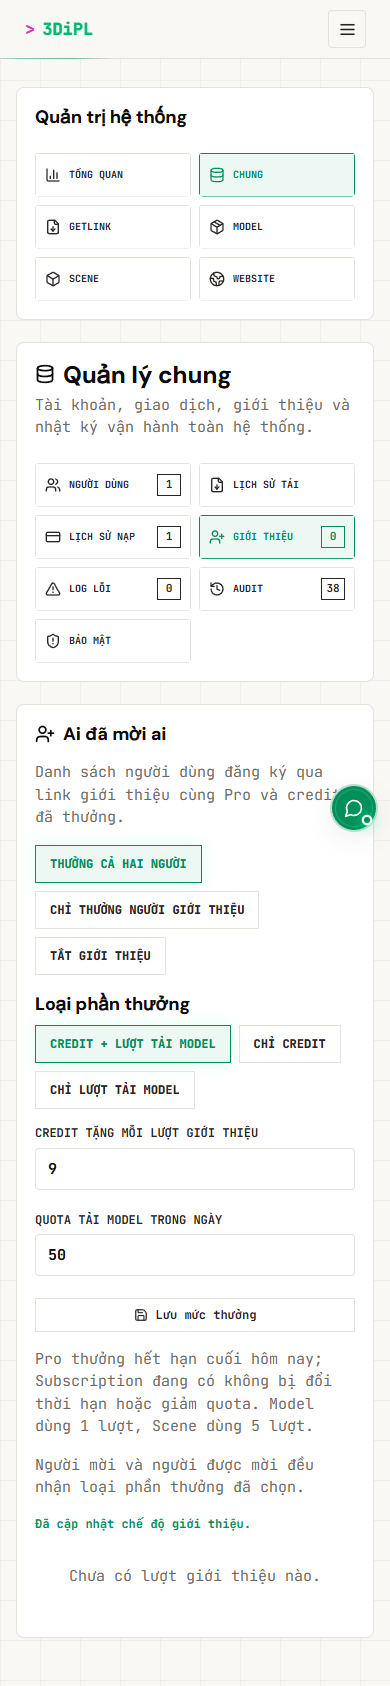 > 3DiPL
Quản trị hệ thống
TỔNG QUAN
CHUNG
GETLINK
MODEL
SCENE
WEBSITE
Quản lý chung
Tài khoản, giao dịch, giới thiệu và
nhật ký vận hành toàn hệ thống.
NGƯỜI DÙNG 1
LỊCH SỬ TẢI
LỊCH SỬ NẠP 1
GIỚI THIỆU 0
LOG LỖI 0
AUDIT 38
BẢO MẬT
Ai đã mời ai
Danh sách người dùng đăng ký qua
link giới thiệu cùng Pro và credit
đã thưởng.
THƯỞNG CẢ HAI NGƯỜI
CHỈ THƯỞNG NGƯỜI GIỚI THIỆU
TẮT GIỚI THIỆU
Loại phần thưởng
CREDIT + LƯỢT TẢI MODEL
CHỈ CREDIT
CHỈ LƯỢT TẢI MODEL
CREDIT TẶNG MỖI LƯỢT GIỚI THIỆU
9
QUOTA TẢI MODEL TRONG NGÀY
50
Lưu mức thưởng
Pro thưởng hết hạn cuối hôm nay;
Subscription đang có không bị đổi
thời hạn hoặc giảm quota. Model
dùng 1 lượt, Scene dùng 5 lượt.
Người mời và người được mời đều
nhận loại phần thưởng đã chọn.
Đã cập nhật chế độ giới thiệu.
Chưa có lượt giới thiệu nào.